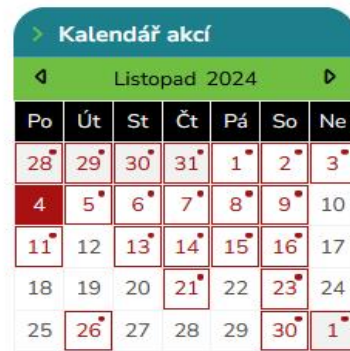 > Kalendář akcí
Listopad 2024
Po Út St Čt Pá So Ne
28 29 30 31 1 2 3
4 5 6 7 8 9 10
11 12 13 14 15 16 17
18 19 20 21 22 23 24
25 26 27 28 29 30 1